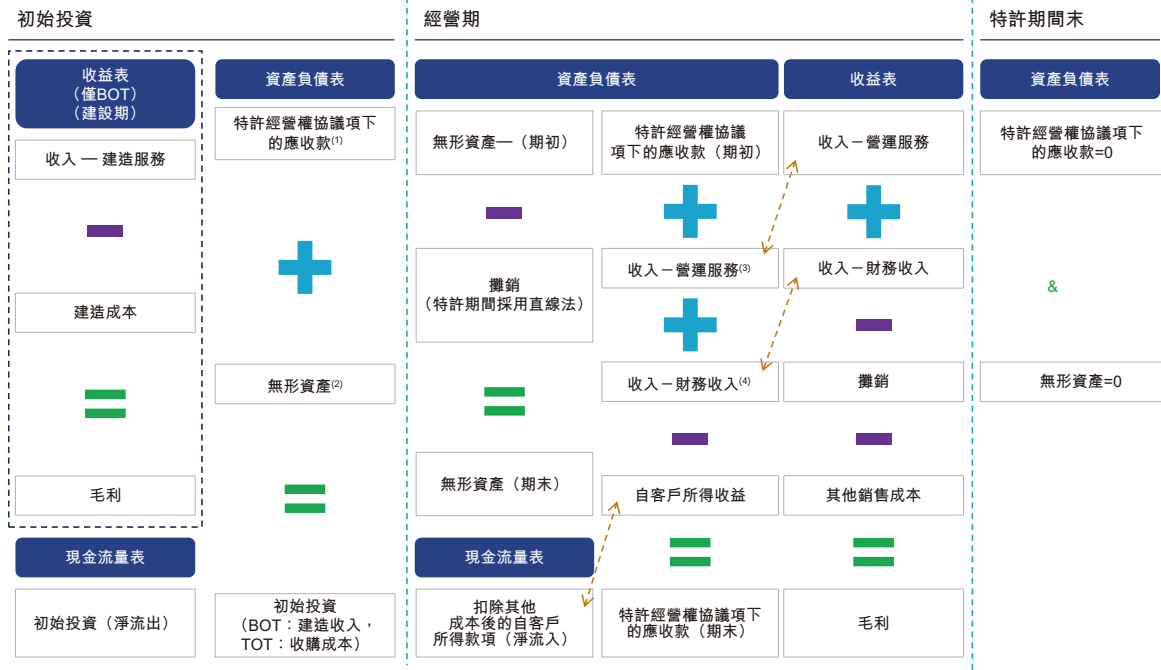 初始投資
收益表
（僅BOT）
（建設期）
收入 — 建造服務
建造成本
毛利
現金流量表
初始投資（淨流出）
資產負債表
特許經營權協議項下
的應收款(1)
無形資產(2)
初始投資
（BOT：建造收入，
TOT：收購成本）
經營期
資產負債表
無形資產—（期初）
攤銷
（特許期間採用直線法）
無形資產（期末）
現金流量表
扣除其他
成本後的自客戶
所得款項（淨流入）
特許經營權協議
項下的應收款（期初）
收入－營運服務(3)
收入－財務收入(4)
自客戶所得收益
特許經營權協議項下
的應收款（期末）
收益表
收入－營運服務
收入－財務收入
攤銷
其他銷售成本
毛利
特許期間末
資產負債表
特許經營權協議項下
的應收款=0
&
無形資產=0